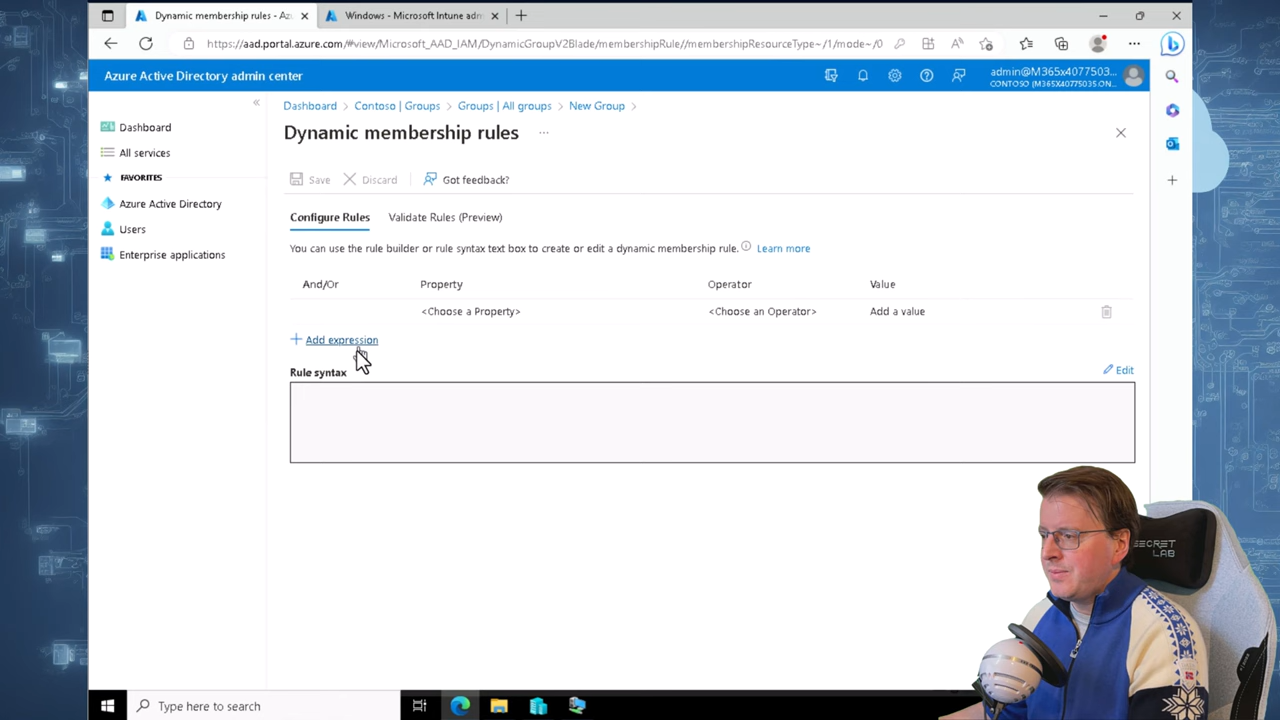 Dynamic membership rules - Az
Windows - Microsoft Intune adm
https://aad.portal.azure.com/#view/Microsoft_AAD_IAM/DynamicGroupV2Blade/membershipRule//membershipResourceType~/1/mode~/0
Azure Active Directory admin center
admin@M365x4077503...
CONTOSO (M365X40775035.ON...
Dashboard > Contoso | Groups > Groups | All groups > New Group >
Dynamic membership rules ...
Dashboard
All services
FAVORITES
Azure Active Directory
Users
Enterprise applications
Save Discard Got feedback?
Configure Rules Validate Rules (Preview)
You can use the rule builder or rule syntax text box to create or edit a dynamic membership rule. Learn more
And/Or Property Operator Value
<Choose a Property> <Choose an Operator> Add a value
+ Add expression
Rule syntax
Edit
SECRET
LAB
Type here to search